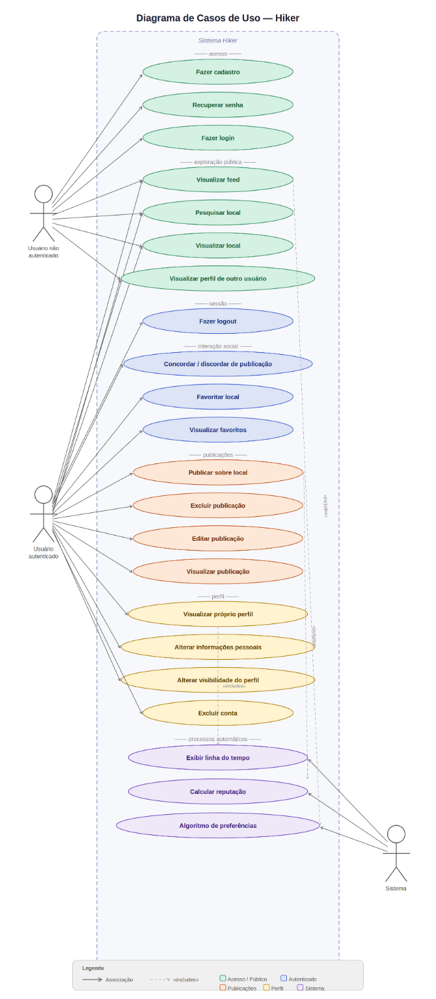 Diagrama de Casos de Uso — Hiker
Sistema Hiker
acesso
Fazer cadastro
Recuperar senha
Fazer login
exploração pública
Visualizar feed
Pesquisar local
Visualizar local
Visualizar perfil de outro usuário
Usuário não
autenticado
sessão
Fazer logout
interação social
Concordar / discordar de publicação
Favoritar local
Visualizar favoritos
publicações
Publicar sobre local
«includes»
Excluir publicação
Editar publicação
Visualizar publicação
Usuário
autenticado
perfil
Visualizar próprio perfil
«includes»
Alterar informações pessoais
Alterar visibilidade do perfil
«includes»
Excluir conta
processos automáticos
Exibir linha do tempo
Calcular reputação
Algoritmo de preferências
Sistema
Legenda
Associação
«includes»
Acesso / Público
Autenticado
Publicações
Perfil
Sistema